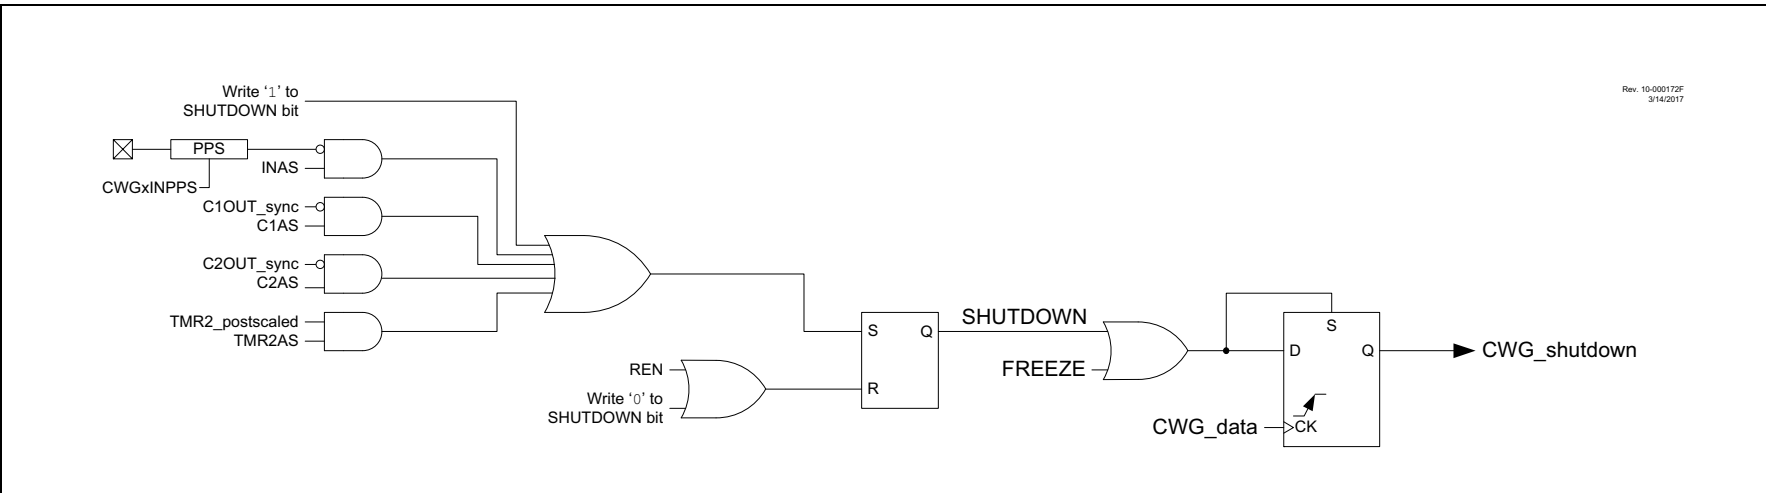 Write ‘1’ to
SHUTDOWN bit
Rev. 10-000172F
3/14/2017
PPS
INAS
CWGxINPPS
C1OUT_sync
C1AS
C2OUT_sync
C2AS
TMR2_postscaled
TMR2AS
S
Q
R
SHUTDOWN
FREEZE
REN
Write ‘0’ to
SHUTDOWN bit
S
D
Q
CWG_shutdown
CWG_data
CK